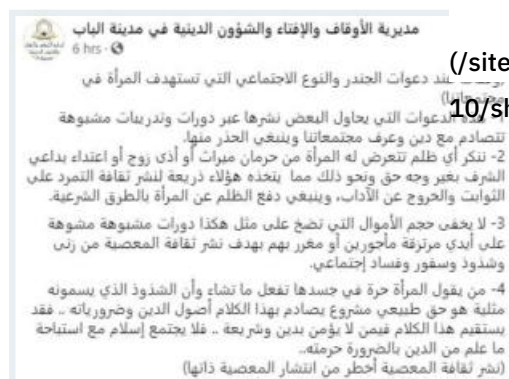 مديرية الأوقاف والإفتاء والشؤون الدينية في مدينة الباب
6 hrs ·
(/site
عند دعوات الجندر والنوع الاجتماعي التي تستهدف المرأة في
مجتمعاتنا)
10/sh
هذه الدعوات التي يحاول البعض نشرها عبر دورات وتدريبات مشبوهة
تتصادم مع دين وعرف مجتمعاتنا وينبغي الحذر منها.
2- ننكر أي ظلم تتعرض له المرأة من حرمان ميراث أو أذى زوج أو اعتداء بداعي
الشرف بغير وجه حق ونحو ذلك مما يتخذه هؤلاء ذريعة لنشر ثقافة التمرد على
الثوابت والخروج عن الآداب، وينبغي دفع الظلم عن المرأة بالطرق الشرعية.
3- لا يخفى حجم الأموال التي تضخ على مثل هكذا دورات مشبوهة مشوهة
على أيدي مرتزقة مأجورين أو مغرر بهم بهدف نشر ثقافة المعصية من زنى
وشذوذ وسفور وفساد إجتماعي.
4- من يقول المرأة حرة في جسدها تفعل ما تشاء وأن الشذوذ الذي يسمونه
مثلية هو حق طبيعي مشروع يصادم بهذا الكلام أصول الدين وضرورياته .. فقد
يستقيم هذا الكلام فيمن لا يؤمن بدين وشريعة .. فلا يجتمع إسلام مع استباحة
ما علم من الدين بالضرورة حرمته..
(نشر ثقافة المعصية أخطر من انتشار المعصية ذاتها)